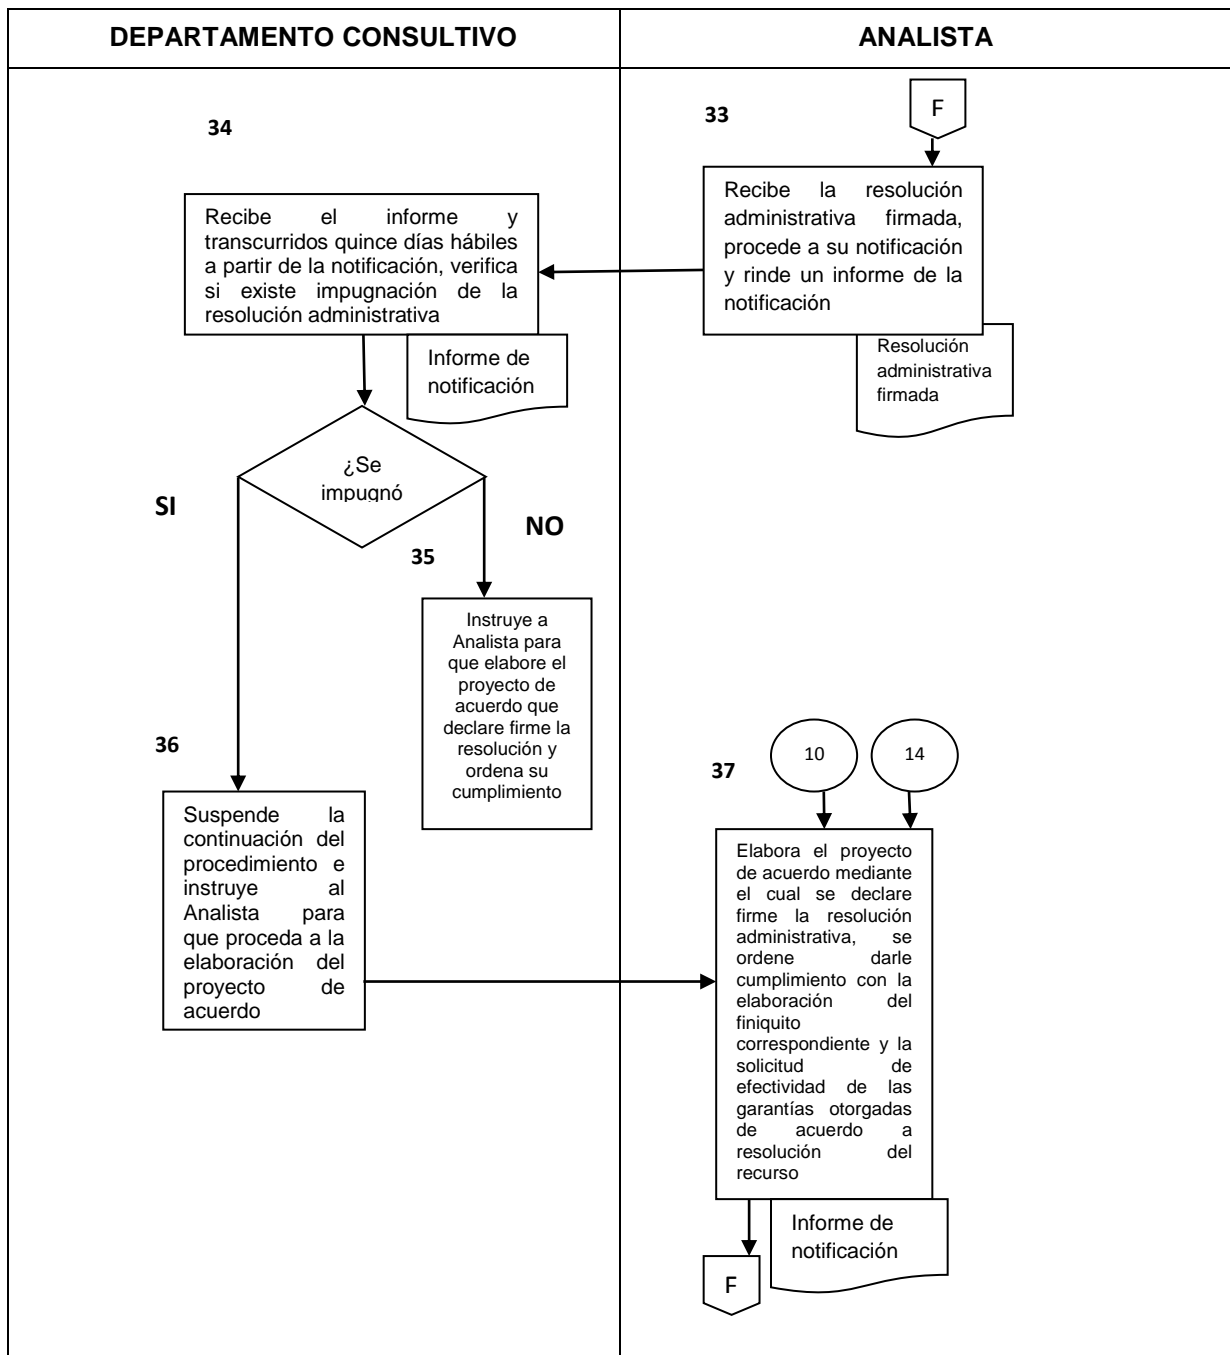 DEPARTAMENTO CONSULTIVO
ANALISTA
F
33
Recibe la resolución
administrativa firmada,
procede a su notificación
y rinde un informe de la
notificación
Resolución
administrativa
firmada
34
Recibe el informe y
transcurridos quince días hábiles
a partir de la notificación, verifica
si existe impugnación de la
resolución administrativa
Informe de
notificación
¿Se
impugnó
SI
NO
35
Instruye a
Analista para
que elabore el
proyecto de
acuerdo que
declare firme la
resolución y
ordena su
cumplimiento
36
Suspende la
continuación del
procedimiento e
instruye al
Analista para
que proceda a la
elaboración del
proyecto de
acuerdo
10
14
37
Elabora el proyecto
de acuerdo mediante
el cual se declare
firme la resolución
administrativa, se
ordene darle
cumplimiento con la
elaboración del
finiquito
correspondiente y la
solicitud de
efectividad de las
garantías otorgadas
de acuerdo a
resolución del
recurso
Informe de
notificación
F